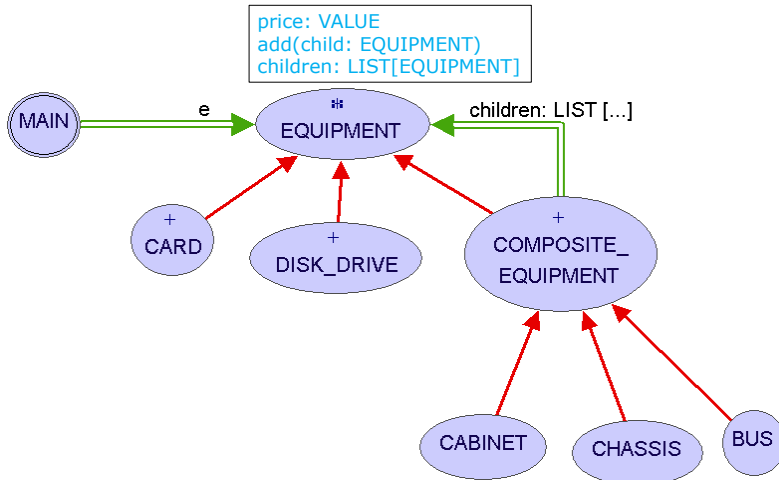 price: VALUE
add(child: EQUIPMENT)
children: LIST[EQUIPMENT]
MAIN
e
*
EQUIPMENT
children: LIST [...]
+
CARD
+
DISK_DRIVE
+
COMPOSITE_
EQUIPMENT
CABINET
CHASSIS
BUS